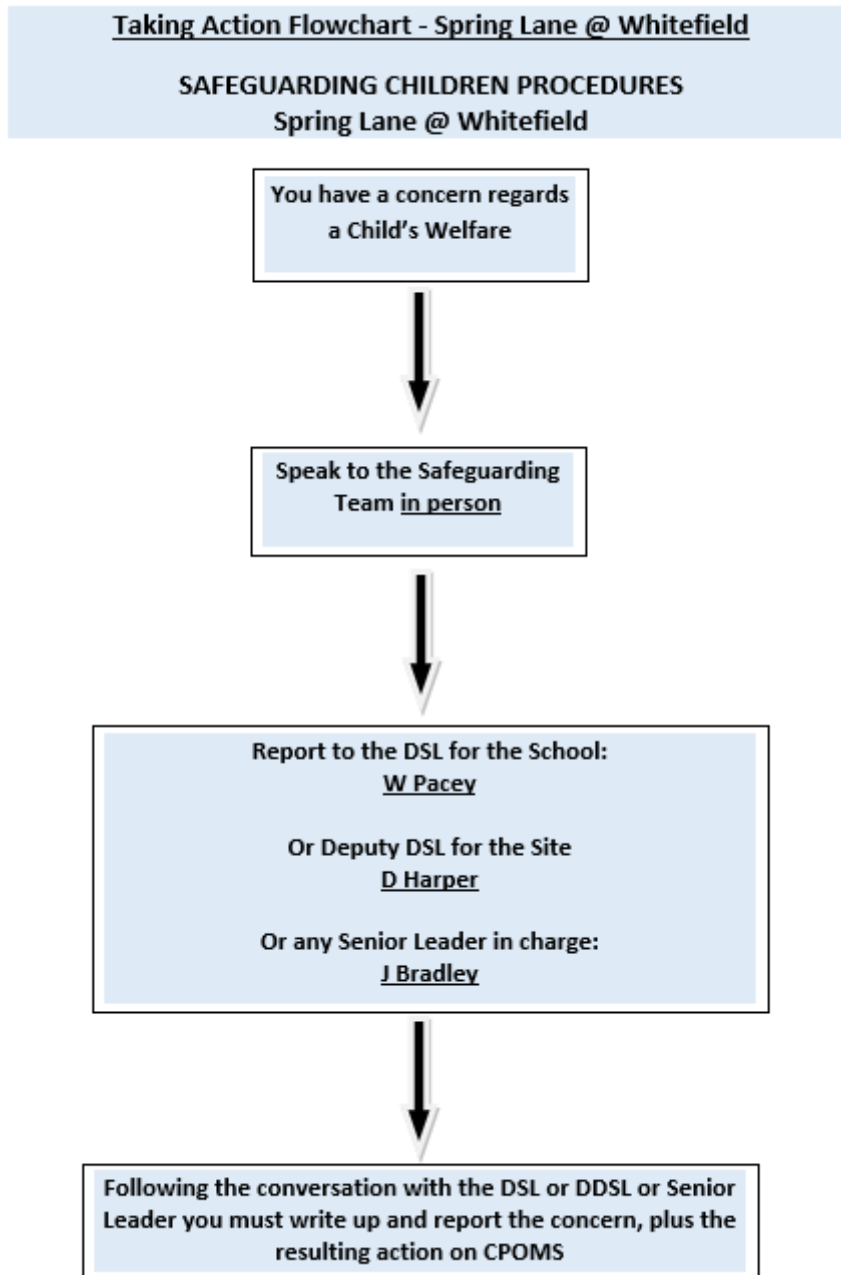 Taking Action Flowchart - Spring Lane @ Whitefield
SAFEGUARDING CHILDREN PROCEDURES
Spring Lane @ Whitefield
You have a concern regards
a Child's Welfare
Speak to the Safeguarding
Team in person
Report to the DSL for the School:
W Pacey
Or Deputy DSL for the Site
D Harper
Or any Senior Leader in charge:
J Bradley
Following the conversation with the DSL or DDSL or Senior
Leader you must write up and report the concern, plus the
resulting action on CPOMS